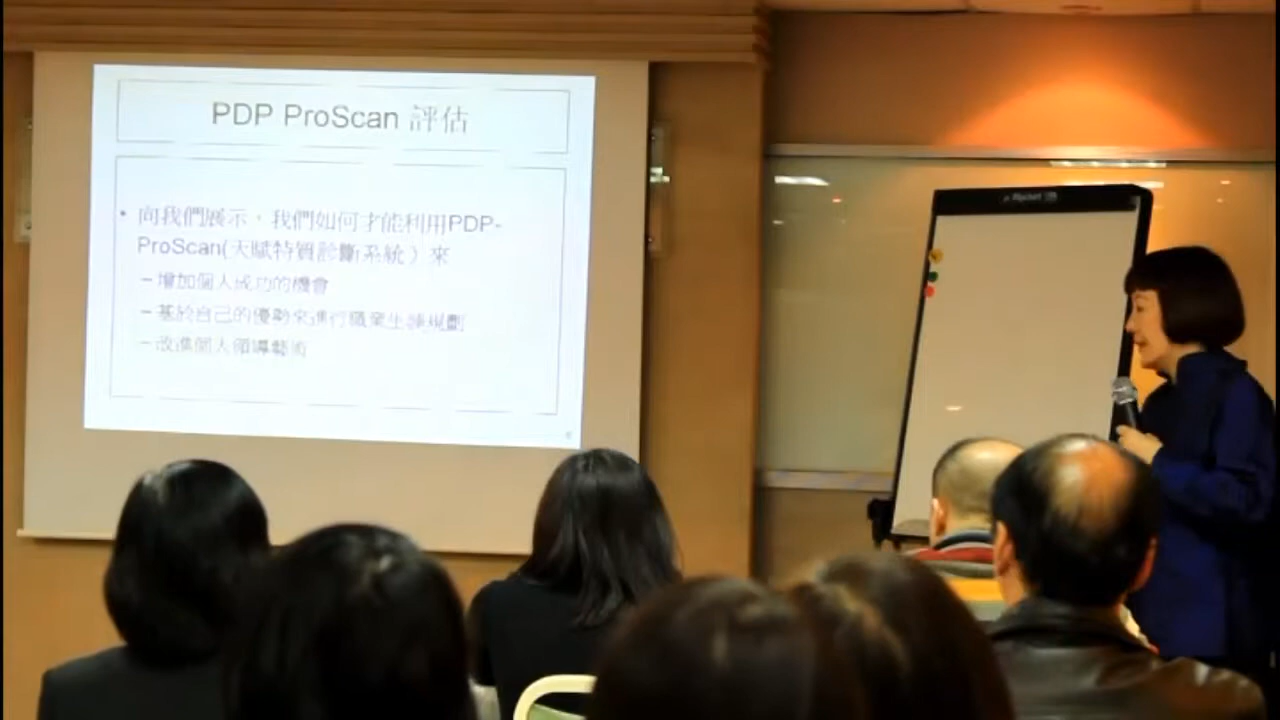 PDP ProScan 評估
• 向我們展示，我們如何才能利用PDP-
ProScan(天賦特質診斷系統）來
–增加個人成功的機會
–基於自己的優勢來進行職業生涯規劃
–改進個人領導藝術